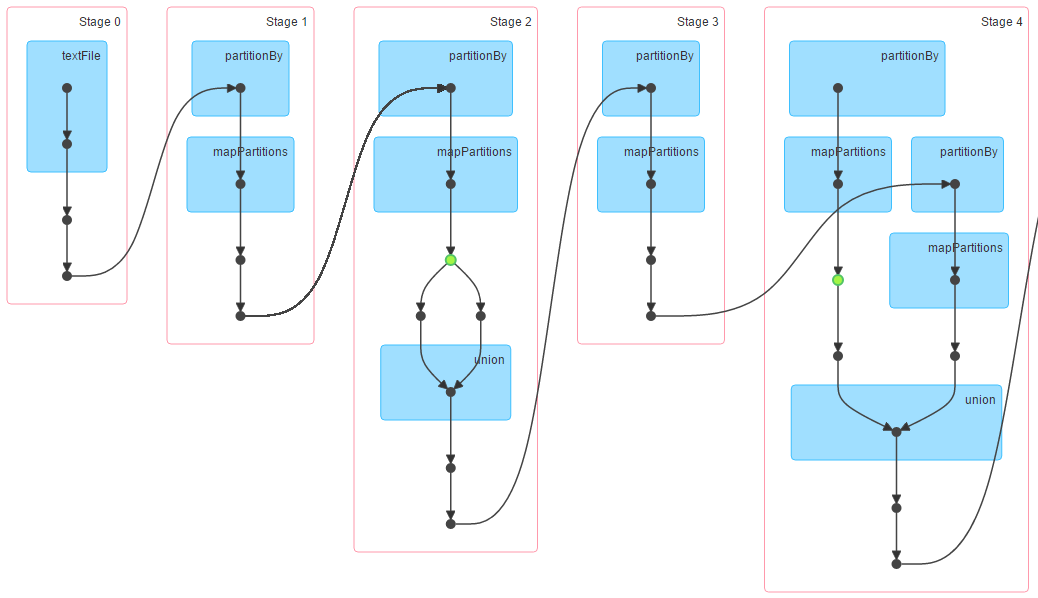 Stage 0
textFile
Stage 1
partitionBy
mapPartitions
Stage 2
partitionBy
mapPartitions
union
Stage 3
partitionBy
mapPartitions
Stage 4
partitionBy
mapPartitions
partitionBy
mapPartitions
union